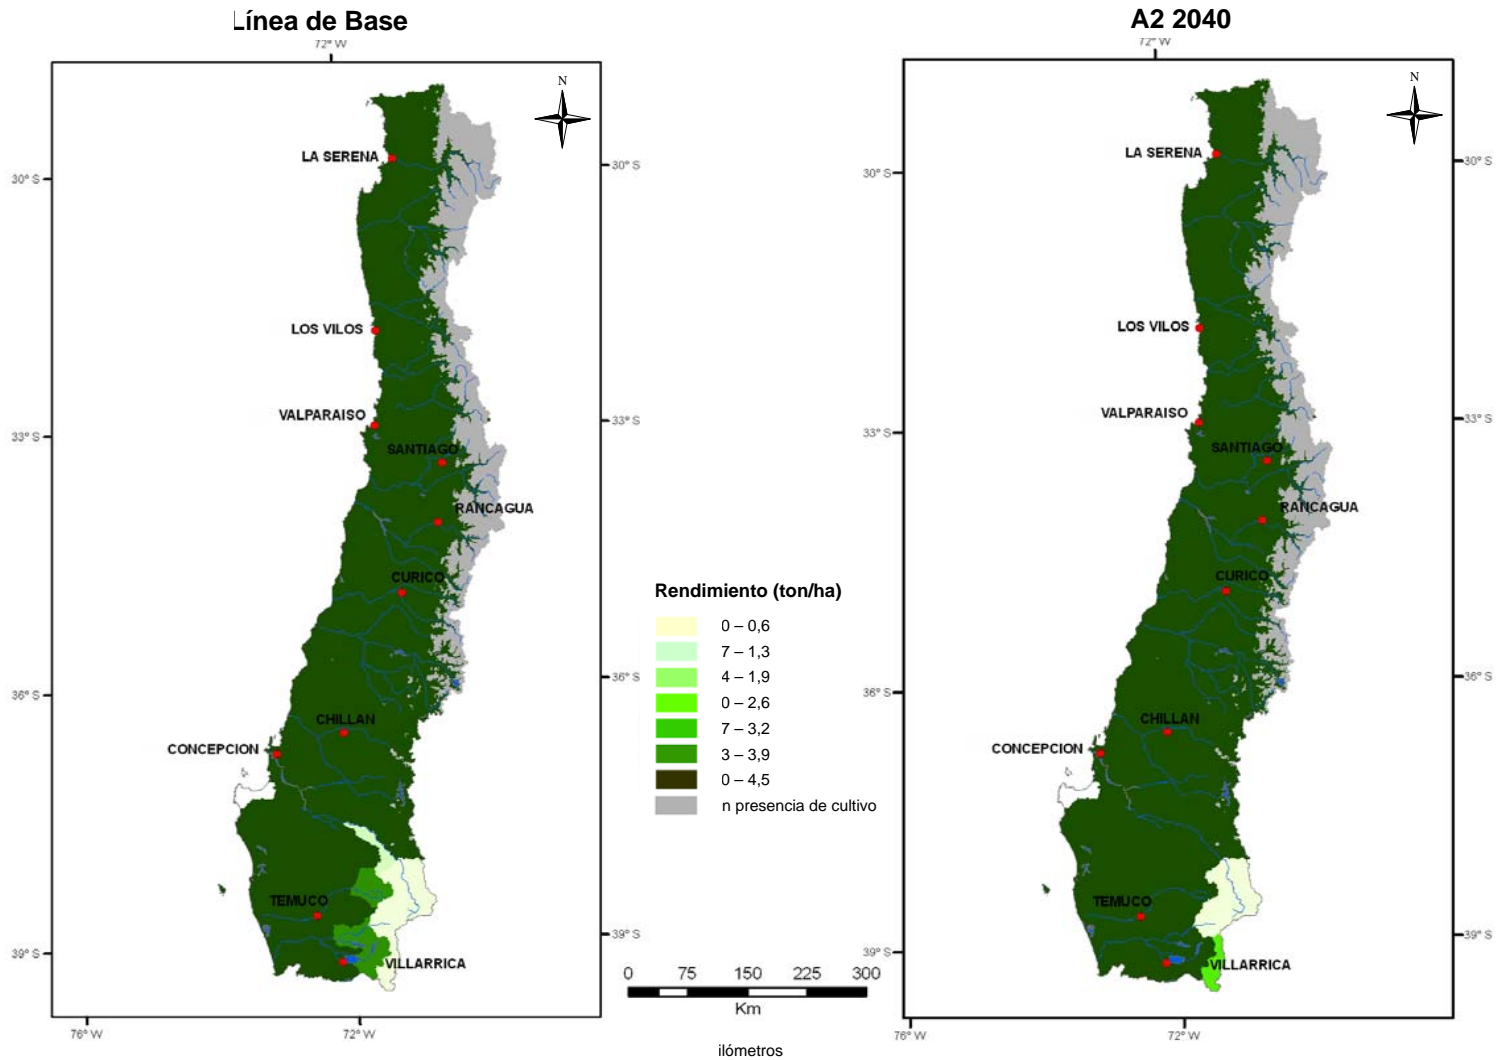 Línea de Base
72° W
N
LA SERENA
30° S
30° S
LOS VILOS
VALPARAISO
33° S
33° S
SANTIAGO
RANCAGUA
CURICO
36° S
36° S
CHILLAN
CONCEPCION
TEMUCO
39° S
39° S
VILLARRICA
76° W
72° W
Rendimiento (ton/ha)
0 – 0,6
7 – 1,3
4 – 1,9
0 – 2,6
7 – 3,2
3 – 3,9
0 – 4,5
n presencia de cultivo
0 75 150 225 300
Km
ilómetros
A2 2040
72° W
N
LA SERENA
30° S
30° S
LOS VILOS
VALPARAISO
33° S
33° S
SANTIAGO
RANCAGUA
CURICO
36° S
36° S
CHILLAN
CONCEPCION
TEMUCO
39° S
39° S
VILLARRICA
76° W
72° W